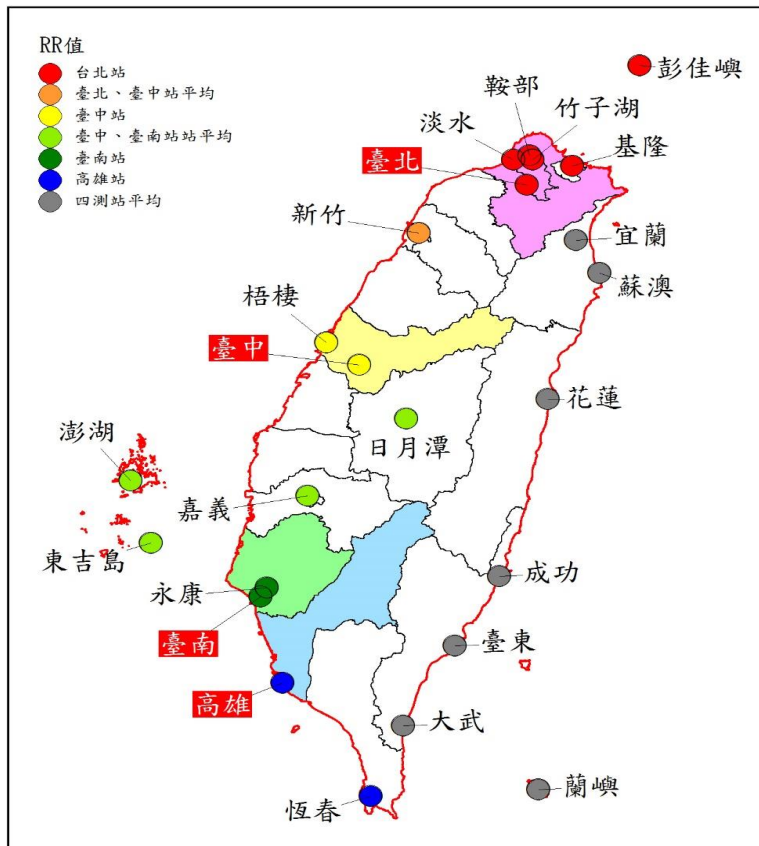 RR值
台北站
臺北、臺中站平均
臺中站
臺中、臺南站站平均
臺南站
高雄站
四測站平均
彭佳嶼
鞍部
竹子湖
淡水
基隆
臺北
新竹
宜蘭
蘇澳
梧棲
臺中
花蓮
日月潭
澎湖
嘉義
東吉島
成功
永康
臺南
臺東
高雄
大武
蘭嶼
恆春